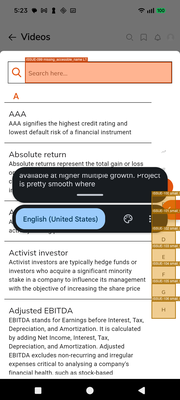 5:23
100
Videos
Search here...
A
AAA
AAA signifies the highest credit rating and
lowest default risk of a financial instrument
Absolute return
Absolute returns represent the total gain or loss
available at higher multiple growth. Project
is pretty smooth where
English (United States)
D
E
F
G
H
Activist investor
Activist investors are typically hedge funds or
investors who acquire a significant minority
stake in a company to influence its management
with the objective of increasing the share price
Adjusted EBITDA
EBITDA stands for Earnings before Interest, Tax,
Depreciation, and Amortization. It is calculated
by adding Net Income, Interest, Tax,
Depreciation, and Amortization. Adjusted
EBITDA excludes non-recurring and irregular
expenses critical to analysing a company's
financial health, such as stock-based